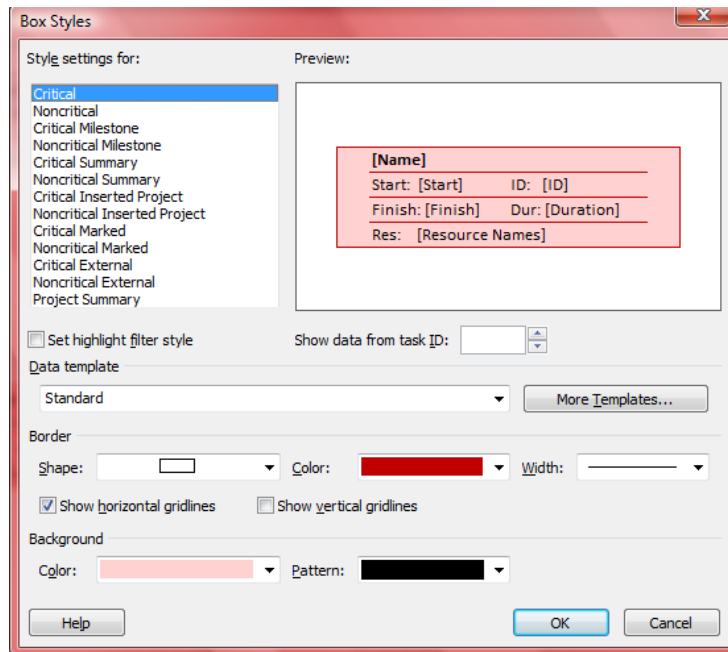 Box Styles
Style settings for:
Preview:
Critical
Noncritical
Critical Milestone
Noncritical Milestone
Critical Summary
Noncritical Summary
Critical Inserted Project
Noncritical Inserted Project
Critical Marked
Noncritical Marked
Critical External
Noncritical External
Project Summary
[Name]
Start: [Start] ID: [ID]
Finish: [Finish] Dur: [Duration]
Res: [Resource Names]
Set highlight filter style
Show data from task ID:
Data template
Standard
More Templates...
Border
Shape: Color: Width:
Show horizontal gridlines Show vertical gridlines
Background
Color: Pattern:
Help OK Cancel